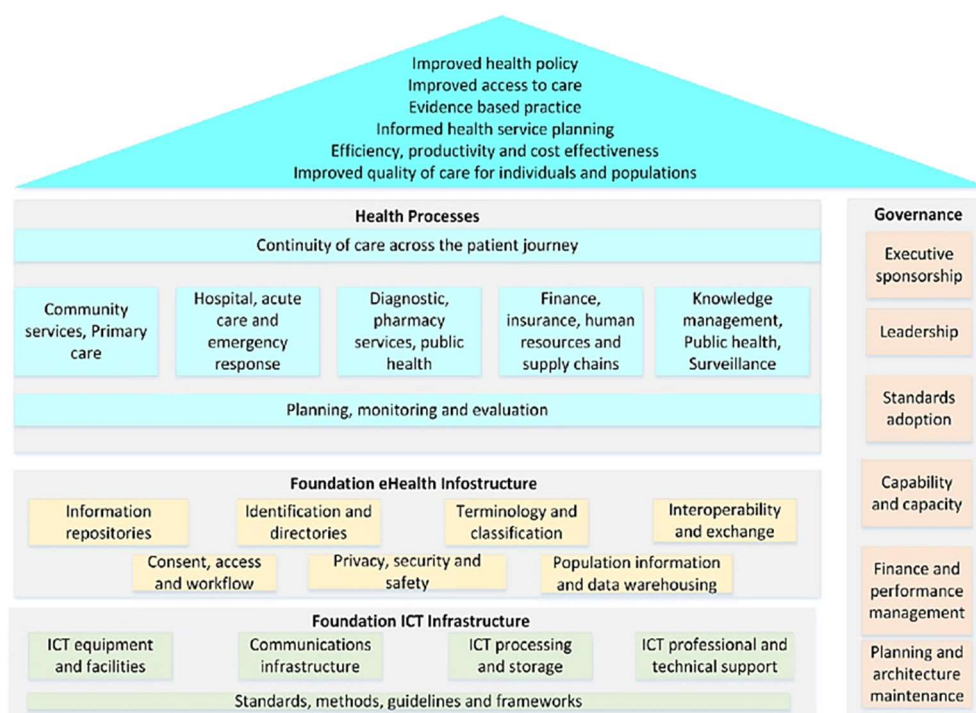 Improved health policy
Improved access to care
Evidence based practice
Informed health service planning
Efficiency, productivity and cost effectiveness
Improved quality of care for individuals and populations
Health Processes
Continuity of care across the patient journey
Community
services, Primary
care
Hospital, acute
care and
emergency
response
Diagnostic,
pharmacy
services, public
health
Finance,
insurance, human
resources and
supply chains
Knowledge
management,
Public health,
Surveillance
Planning, monitoring and evaluation
Foundation eHealth Infostructure
Information
repositories
Identification and
directories
Terminology and
classification
Interoperability
and exchange
Consent, access
and workflow
Privacy, security and
safety
Population information
and data warehousing
Foundation ICT Infrastructure
ICT equipment
and facilities
Communications
infrastructure
ICT processing
and storage
ICT professional and
technical support
Standards, methods, guidelines and frameworks
Governance
Executive
sponsorship
Leadership
Standards
adoption
Capability
and capacity
Finance and
performance
management
Planning and
architecture
maintenance